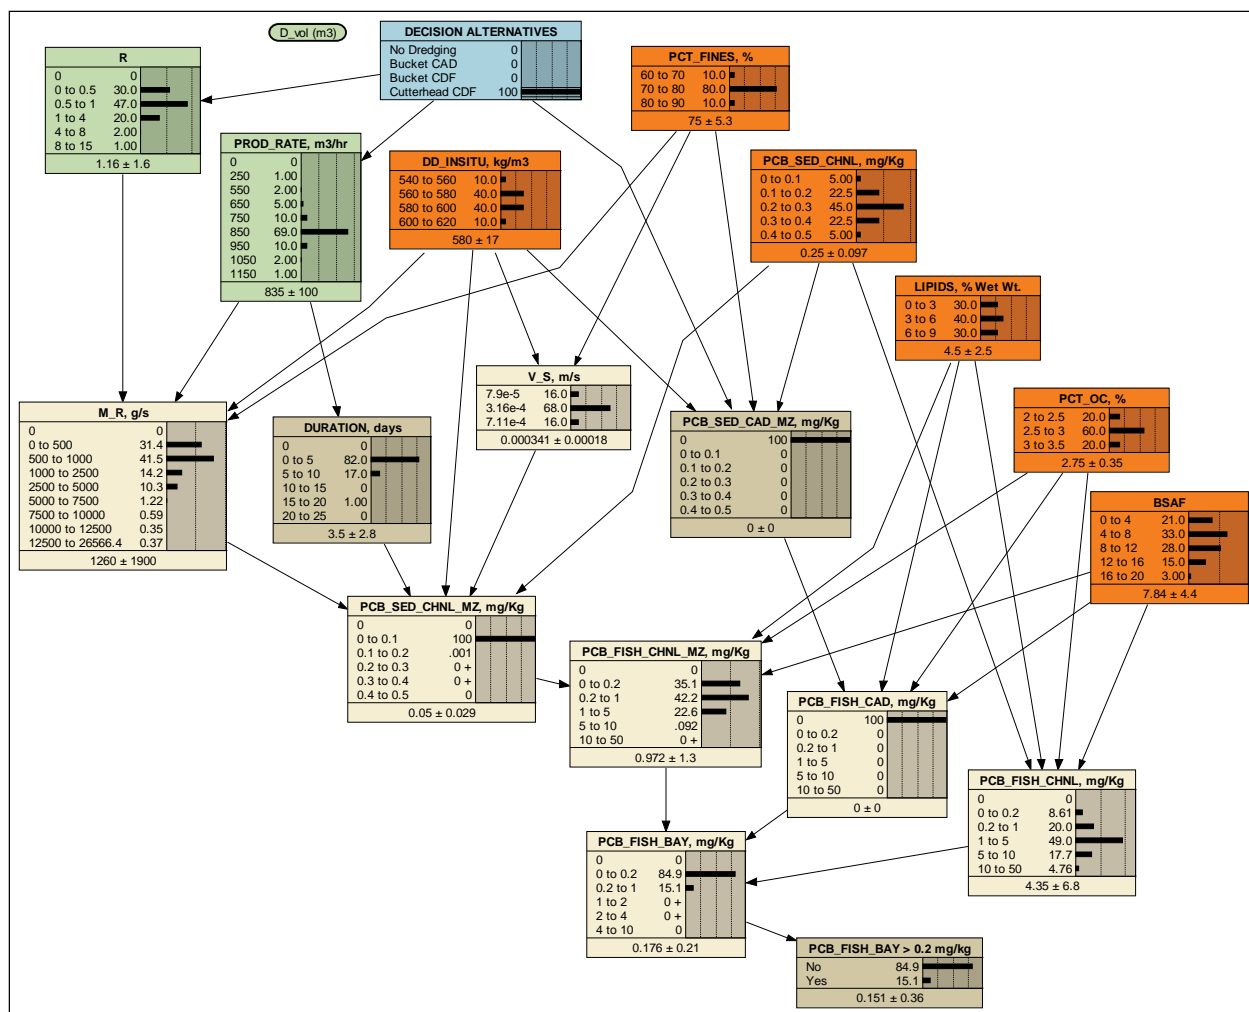 D_vol (m3)
DECISION ALTERNATIVES
No Dredging 0
Bucket CAD 0
Bucket CDF 0
Cutterhead CDF 100
R
0 0
0 to 0.5 30.0
0.5 to 1 47.0
1 to 4 20.0
4 to 8 2.00
8 to 15 1.00
1.16 ± 1.6
PCT_FINES, %
60 to 70 10.0
70 to 80 80.0
80 to 90 10.0
75 ± 5.3
PROD_RATE, m3/hr
0 0
250 1.00
550 2.00
650 5.00
750 10.0
850 69.0
950 10.0
1050 2.00
1150 1.00
835 ± 100
DD_INSITU, kg/m3
540 to 560 10.0
560 to 580 40.0
580 to 600 40.0
600 to 620 10.0
580 ± 17
PCB_SED_CHNL, mg/Kg
0 to 0.1 5.00
0.1 to 0.2 22.5
0.2 to 0.3 45.0
0.3 to 0.4 22.5
0.4 to 0.5 5.00
0.25 ± 0.097
LIPIDS, % Wet Wt.
0 to 3 30.0
3 to 6 40.0
6 to 9 30.0
4.5 ± 2.5
V_S, m/s
7.9e-5 16.0
3.16e-4 68.0
7.11e-4 16.0
0.000341 ± 0.00018
PCT_OC, %
2 to 2.5 20.0
2.5 to 3 60.0
3 to 3.5 20.0
2.75 ± 0.35
M_R, g/s
0 0
0 to 500 31.4
500 to 1000 41.5
1000 to 2500 14.2
2500 to 5000 10.3
5000 to 7500 1.22
7500 to 10000 0.59
10000 to 12500 0.35
12500 to 26566.4 0.37
1260 ± 1900
DURATION, days
0 0
0 to 5 82.0
5 to 10 17.0
10 to 15 0
15 to 20 1.00
20 to 25 0
3.5 ± 2.8
PCB_SED_CAD_MZ, mg/Kg
0 100
0 to 0.1 0
0.1 to 0.2 0
0.2 to 0.3 0
0.3 to 0.4 0
0.4 to 0.5 0
0 ± 0
BSAF
0 to 4 21.0
4 to 8 33.0
8 to 12 28.0
12 to 16 15.0
16 to 20 3.00
7.84 ± 4.4
PCB_SED_CHNL_MZ, mg/Kg
0 0
0 to 0.1 100
0.1 to 0.2 .001
0.2 to 0.3 0 +
0.3 to 0.4 0 +
0.4 to 0.5 0
0.05 ± 0.029
PCB_FISH_CHNL_MZ, mg/Kg
0 0
0 to 0.2 35.1
0.2 to 1 42.2
1 to 5 22.6
5 to 10 .092
10 to 50 0 +
0.972 ± 1.3
PCB_FISH_CAD, mg/Kg
0 100
0 to 0.2 0
0.2 to 1 0
1 to 5 0
5 to 10 0
10 to 50 0
0 ± 0
PCB_FISH_CHNL, mg/Kg
0 0
0 to 0.2 8.61
0.2 to 1 20.0
1 to 5 49.0
5 to 10 17.7
10 to 50 4.76
4.35 ± 6.8
PCB_FISH_BAY, mg/Kg
0 0
0 to 0.2 84.9
0.2 to 1 15.1
1 to 2 0 +
2 to 4 0 +
4 to 10 0
0.176 ± 0.21
PCB_FISH_BAY > 0.2 mg/kg
No 84.9
Yes 15.1
0.151 ± 0.36